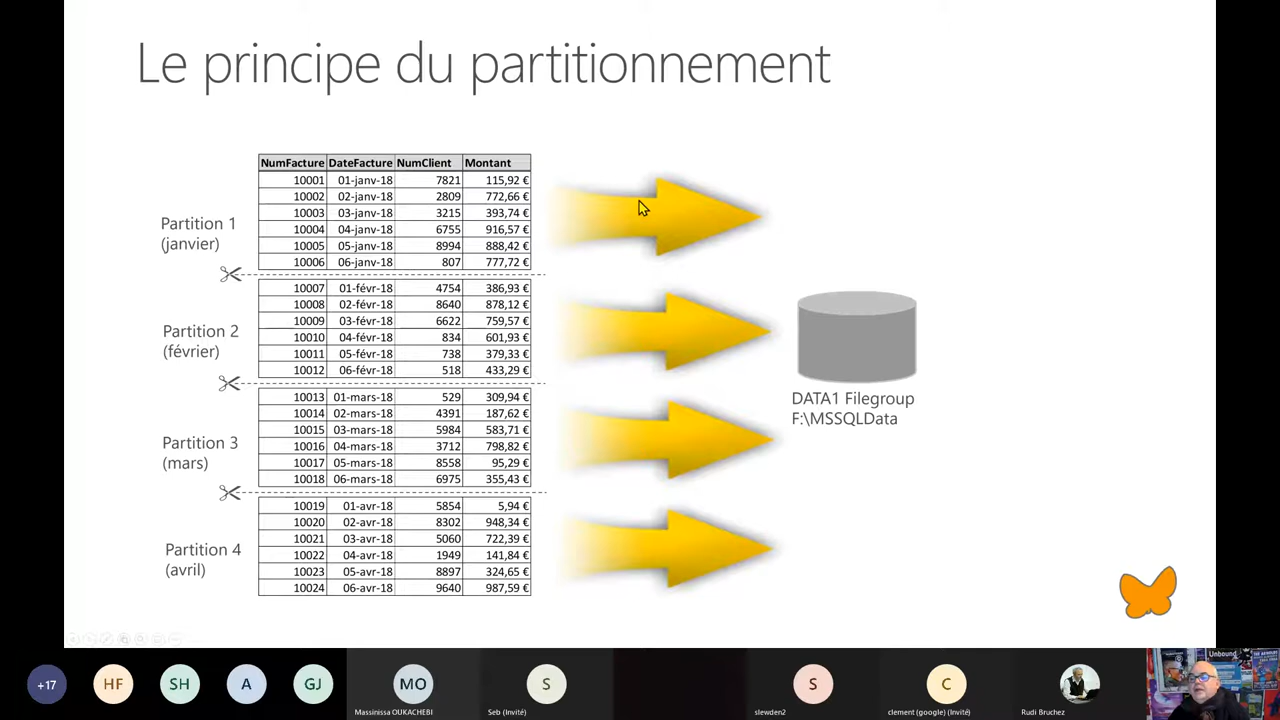 Le principe du partitionnement
NumFacture DateFacture NumClient Montant
10001 01-janv-18 7821 115,92 €
10002 02-janv-18 2809 772,66 €
10003 03-janv-18 3215 393,74 €
10004 04-janv-18 6755 916,57 €
10005 05-janv-18 8994 888,42 €
10006 06-janv-18 807 777,72 €
Partition 1
(janvier)
10007 01-févr-18 4754 386,93 €
10008 02-févr-18 8640 878,12 €
10009 03-févr-18 6622 759,57 €
10010 04-févr-18 834 601,93 €
10011 05-févr-18 738 379,33 €
10012 06-févr-18 518 433,29 €
Partition 2
(février)
10013 01-mars-18 529 309,94 €
10014 02-mars-18 4391 187,62 €
10015 03-mars-18 5984 583,71 €
10016 04-mars-18 3712 798,82 €
10017 05-mars-18 8558 95,29 €
10018 06-mars-18 6975 355,43 €
Partition 3
(mars)
10019 01-avr-18 5854 5,94 €
10020 02-avr-18 8302 948,34 €
10021 03-avr-18 5060 722,39 €
10022 04-avr-18 1949 141,84 €
10023 05-avr-18 8897 324,65 €
10024 06-avr-18 9640 987,59 €
Partition 4
(avril)
DATA1 Filegroup
F:\MSSQLData
+17
HF
SH
A
GJ
MO
Massinissa OUKACHEBI
S
Seb (Invité)
S
slewden2
C
clement (google) (Invité)
Rudi Bruchez
Unbound